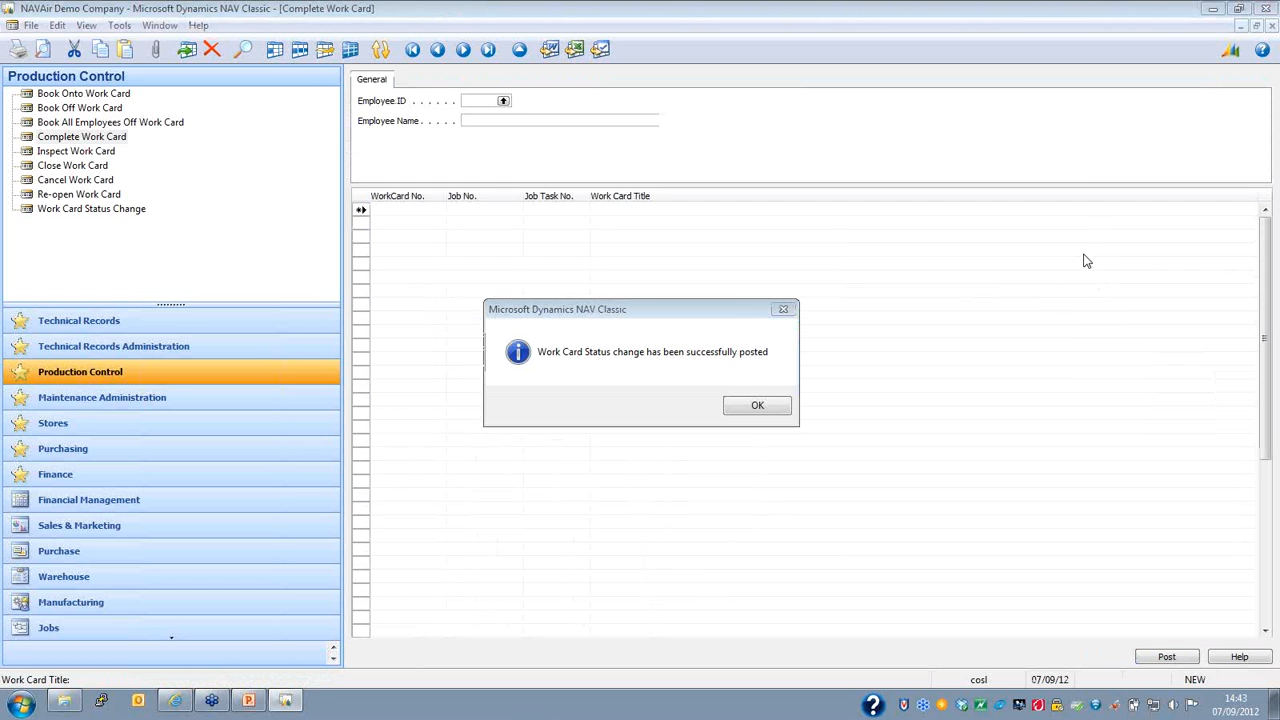 NAVAir Demo Company - Microsoft Dynamics NAV Classic - [Complete Work Card]
File Edit View Tools Window Help
Production Control
Book Onto Work Card
Book Off Work Card
Book All Employees Off Work Card
Complete Work Card
Inspect Work Card
Close Work Card
Cancel Work Card
Re-open Work Card
Work Card Status Change
Technical Records
Technical Records Administration
Production Control
Maintenance Administration
Stores
Purchasing
Finance
Financial Management
Sales & Marketing
Purchase
Warehouse
Manufacturing
Jobs
General
Employee ID . . . . . .
Employee Name . . . . .
WorkCard No. Job No. Job Task No. Work Card Title
Microsoft Dynamics NAV Classic
Work Card Status change has been successfully posted
OK
Post Help
Work Card Title: cosl 07/09/12 NEW
14:43
07/09/2012